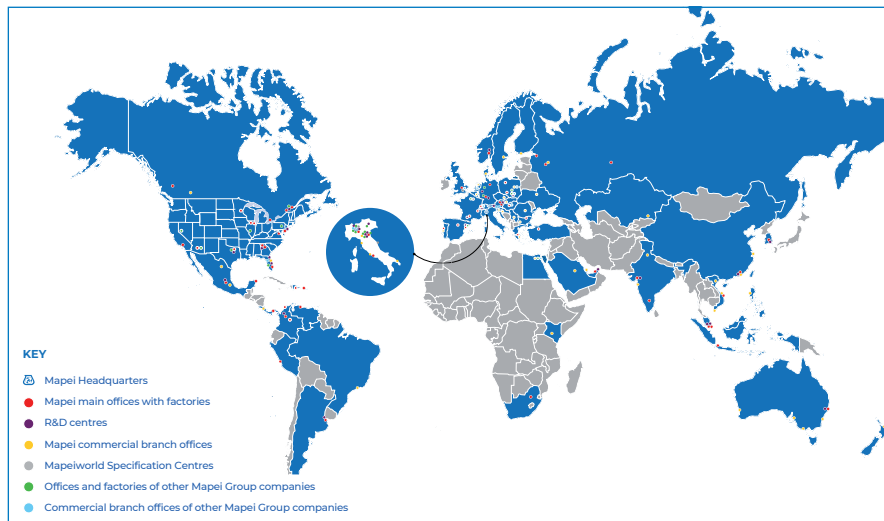 KEY
Mapei Headquarters
Mapei main offices with factories
R&D centres
Mapei commercial branch offices
Mapeiworld Specification Centres
Offices and factories of other Mapei Group companies
Commercial branch offices of other Mapei Group companies